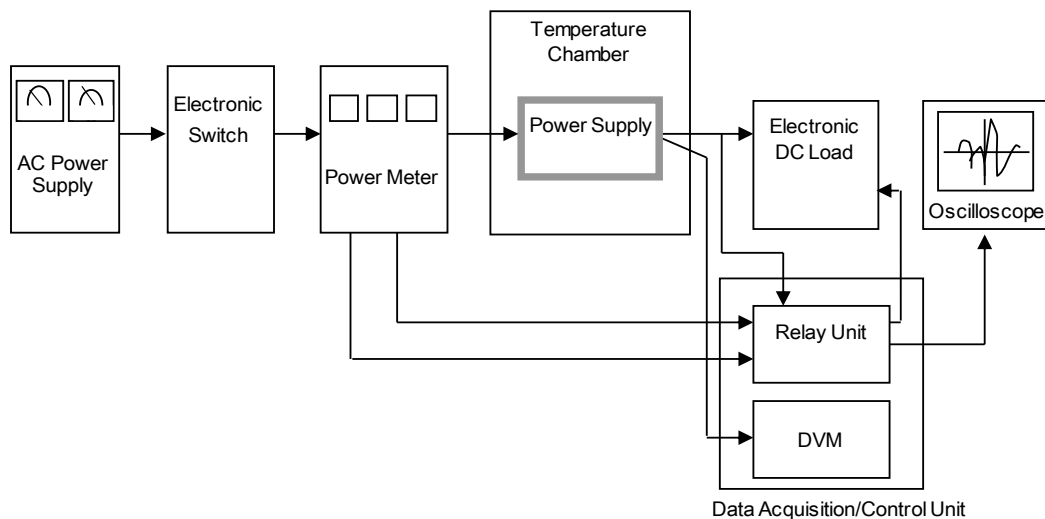 Temperature
Chamber
AC Power
Supply
Electronic
Switch
Power Meter
Power Supply
Electronic
DC Load
Oscilloscope
Relay Unit
DVM
Data Acquisition/Control Unit